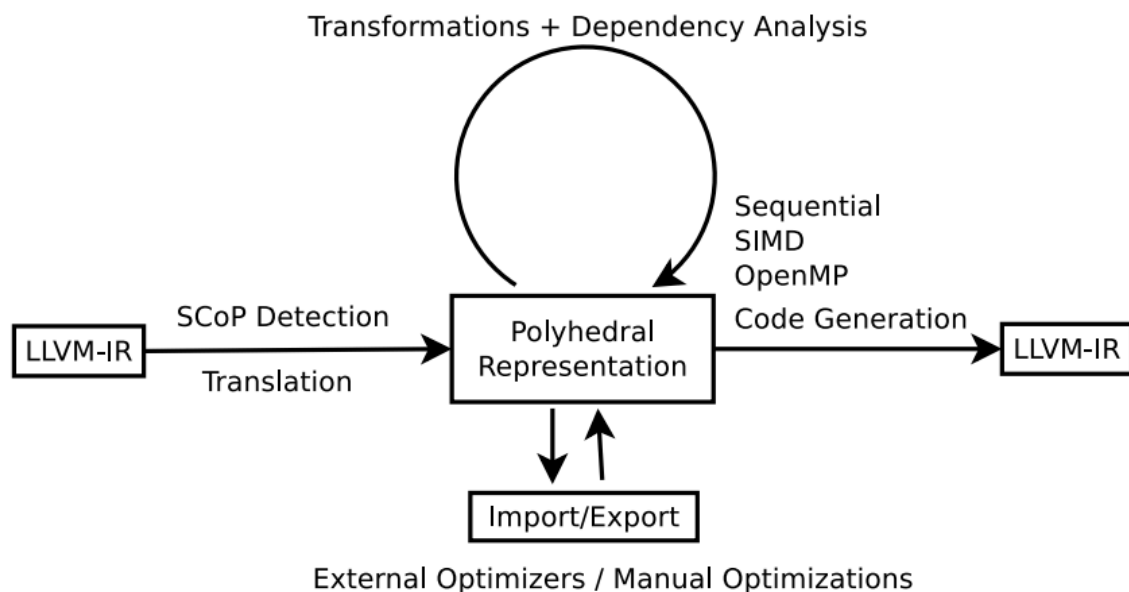 Transformations + Dependency Analysis
Sequential
SIMD
OpenMP
Code Generation
SCoP Detection
Translation
LLVM-IR
Polyhedral
Representation
LLVM-IR
Import/Export
External Optimizers / Manual Optimizations